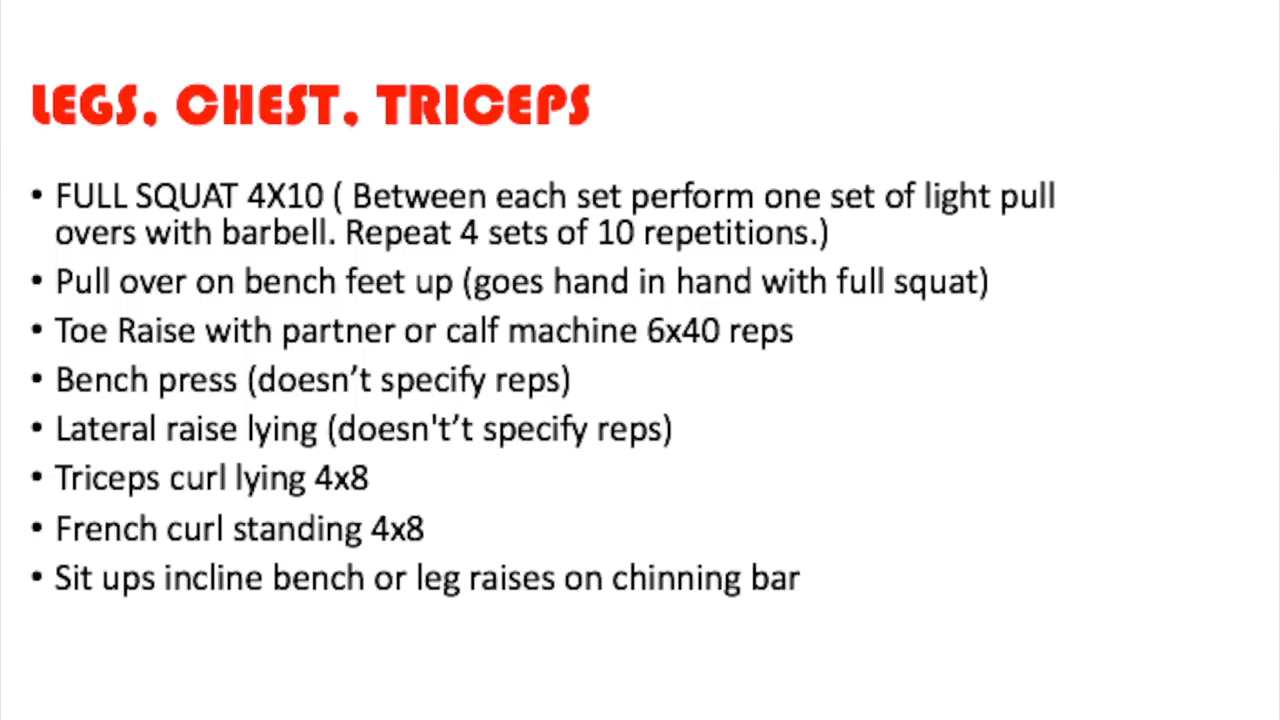 LEGS, CHEST, TRICEPS
• FULL SQUAT 4X10 ( Between each set perform one set of light pull
overs with barbell. Repeat 4 sets of 10 repetitions.)
• Pull over on bench feet up (goes hand in hand with full squat)
• Toe Raise with partner or calf machine 6x40 reps
• Bench press (doesn’t specify reps)
• Lateral raise lying (doesn't’t specify reps)
• Triceps curl lying 4x8
• French curl standing 4x8
• Sit ups incline bench or leg raises on chinning bar